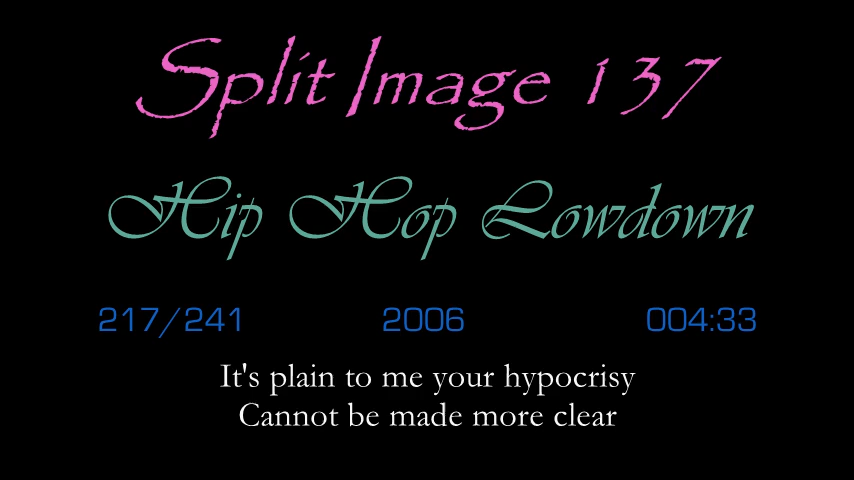 Split Image 137
Hip Hop Lowdown
217/241 2006 004:33
It's plain to me your hypocrisy
Cannot be made more clear